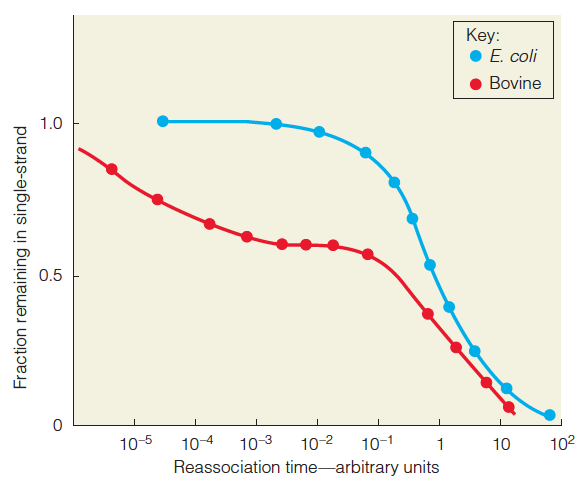 Key:
E. coli
Bovine
Fraction remaining in single-strand
1.0
0.5
0
10⁻⁵ 10⁻⁴ 10⁻³ 10⁻² 10⁻¹ 1 10 10²
Reassociation time—arbitrary units